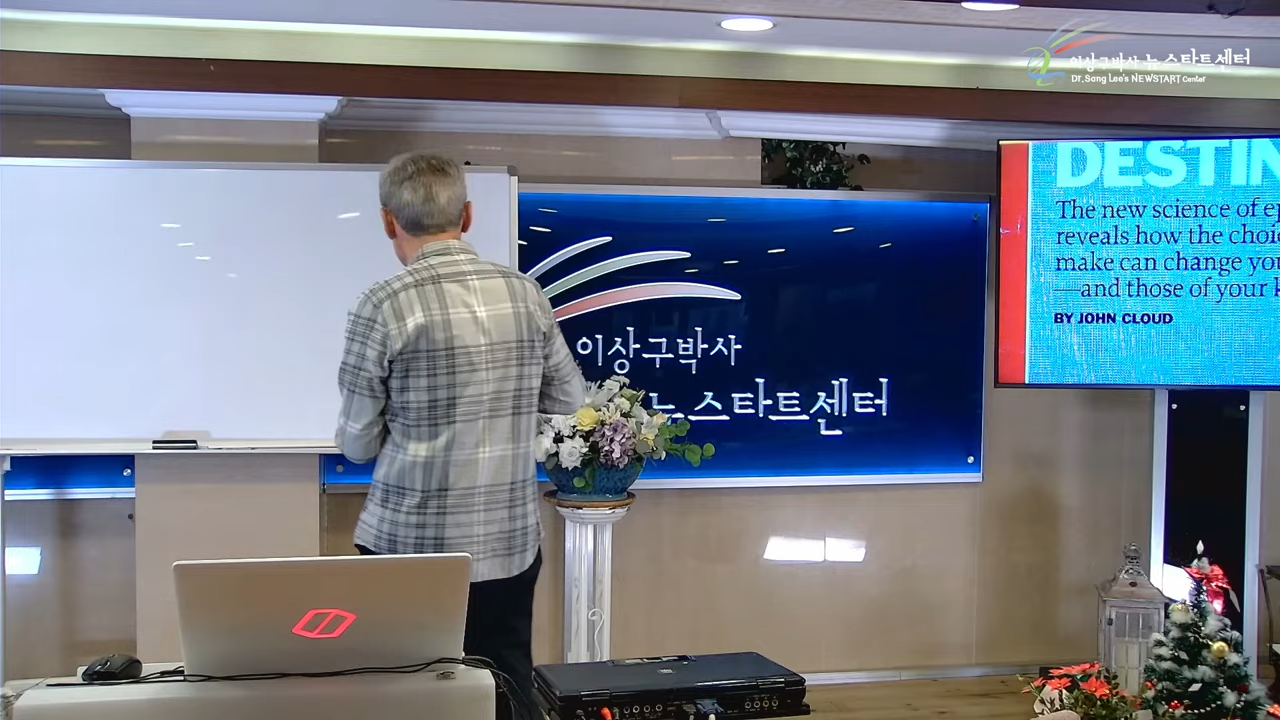 이상구박사 뉴스타트센터
Dr. Sang Lee's NEWSTART Center
DESTIN
The new science of e
reveals how the choi
make can change you
—and those of your
BY JOHN CLOUD
이상구박사
뉴스타트센터